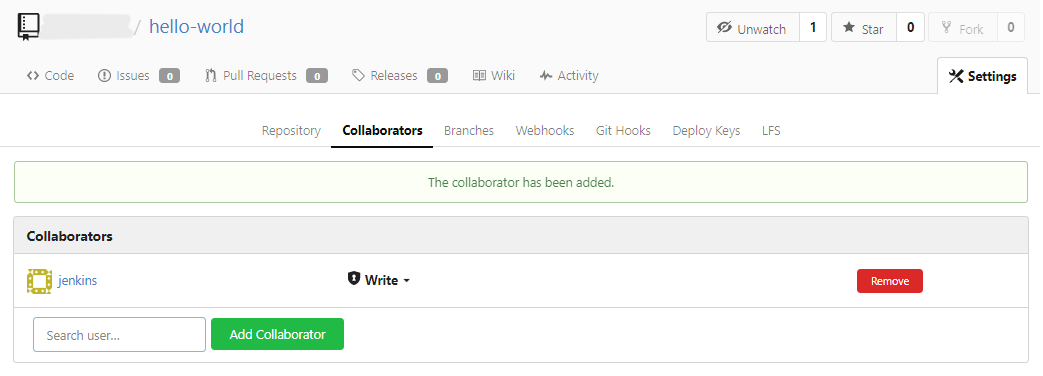 / hello-world Unwatch 1 Star 0 Fork 0
Code Issues 0 Pull Requests 0 Releases 0 Wiki Activity Settings
Repository Collaborators Branches Webhooks Git Hooks Deploy Keys LFS
The collaborator has been added.
Collaborators
jenkins Write Remove
Search user... Add Collaborator